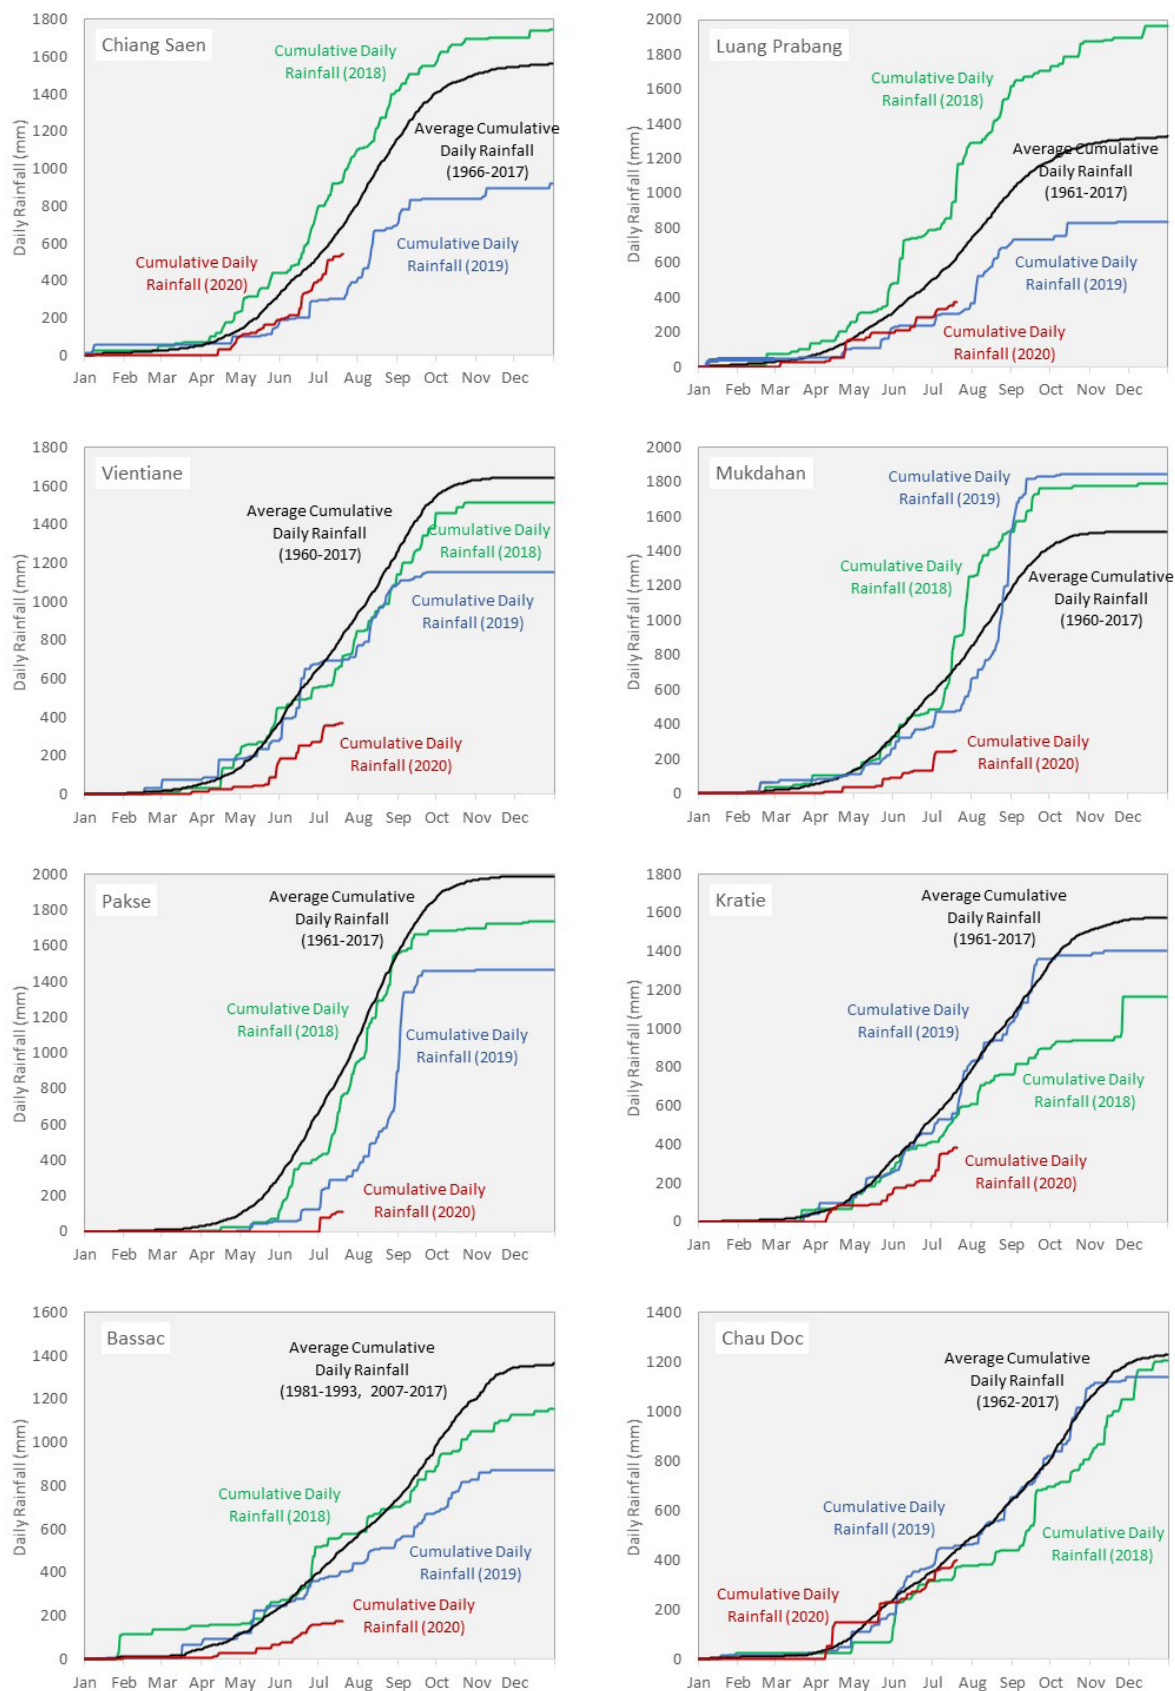 Chiang Saen
Daily Rainfall (mm)
1800
1600
1400
1200
1000
800
600
400
200
0
Cumulative Daily
Rainfall (2018)
Average Cumulative
Daily Rainfall
(1966-2017)
Cumulative Daily
Rainfall (2019)
Cumulative Daily
Rainfall (2020)
Jan Feb Mar Apr May Jun Jul Aug Sep Oct Nov Dec
Luang Prabang
Daily Rainfall (mm)
2000
1800
1600
1400
1200
1000
800
600
400
200
0
Cumulative Daily
Rainfall (2018)
Average Cumulative
Daily Rainfall
(1961-2017)
Cumulative Daily
Rainfall (2019)
Cumulative Daily
Rainfall (2020)
Jan Feb Mar Apr May Jun Jul Aug Sep Oct Nov Dec
Vientiane
Daily Rainfall (mm)
1800
1600
1400
1200
1000
800
600
400
200
0
Average Cumulative
Daily Rainfall
(1960-2017)
Cumulative Daily
Rainfall (2018)
Cumulative Daily
Rainfall (2019)
Cumulative Daily
Rainfall (2020)
Jan Feb Mar Apr May Jun Jul Aug Sep Oct Nov Dec
Mukdahan
Daily Rainfall (mm)
2000
1800
1600
1400
1200
1000
800
600
400
200
0
Cumulative Daily
Rainfall (2019)
Cumulative Daily
Rainfall (2018)
Average Cumulative
Daily Rainfall
(1960-2017)
Cumulative Daily
Rainfall (2020)
Jan Feb Mar Apr May Jun Jul Aug Sep Oct Nov Dec
Pakse
Daily Rainfall (mm)
2000
1800
1600
1400
1200
1000
800
600
400
200
0
Average Cumulative
Daily Rainfall
(1961-2017)
Cumulative Daily
Rainfall (2018)
Cumulative Daily
Rainfall (2019)
Cumulative Daily
Rainfall (2020)
Jan Feb Mar Apr May Jun Jul Aug Sep Oct Nov Dec
Kratie
Daily Rainfall (mm)
1800
1600
1400
1200
1000
800
600
400
200
0
Average Cumulative
Daily Rainfall
(1961-2017)
Cumulative Daily
Rainfall (2019)
Cumulative Daily
Rainfall (2018)
Cumulative Daily
Rainfall (2020)
Jan Feb Mar Apr May Jun Jul Aug Sep Oct Nov Dec
Bassac
Daily Rainfall (mm)
1600
1400
1200
1000
800
600
400
200
0
Average Cumulative
Daily Rainfall
(1981-1993, 2007-2017)
Cumulative Daily
Rainfall (2018)
Cumulative Daily
Rainfall (2019)
Cumulative Daily
Rainfall (2020)
Jan Feb Mar Apr May Jun Jul Aug Sep Oct Nov Dec
Chau Doc
Daily Rainfall (mm)
1400
1200
1000
800
600
400
200
0
Average Cumulative
Daily Rainfall
(1962-2017)
Cumulative Daily
Rainfall (2019)
Cumulative Daily
Rainfall (2018)
Cumulative Daily
Rainfall (2020)
Jan Feb Mar Apr May Jun Jul Aug Sep Oct Nov Dec